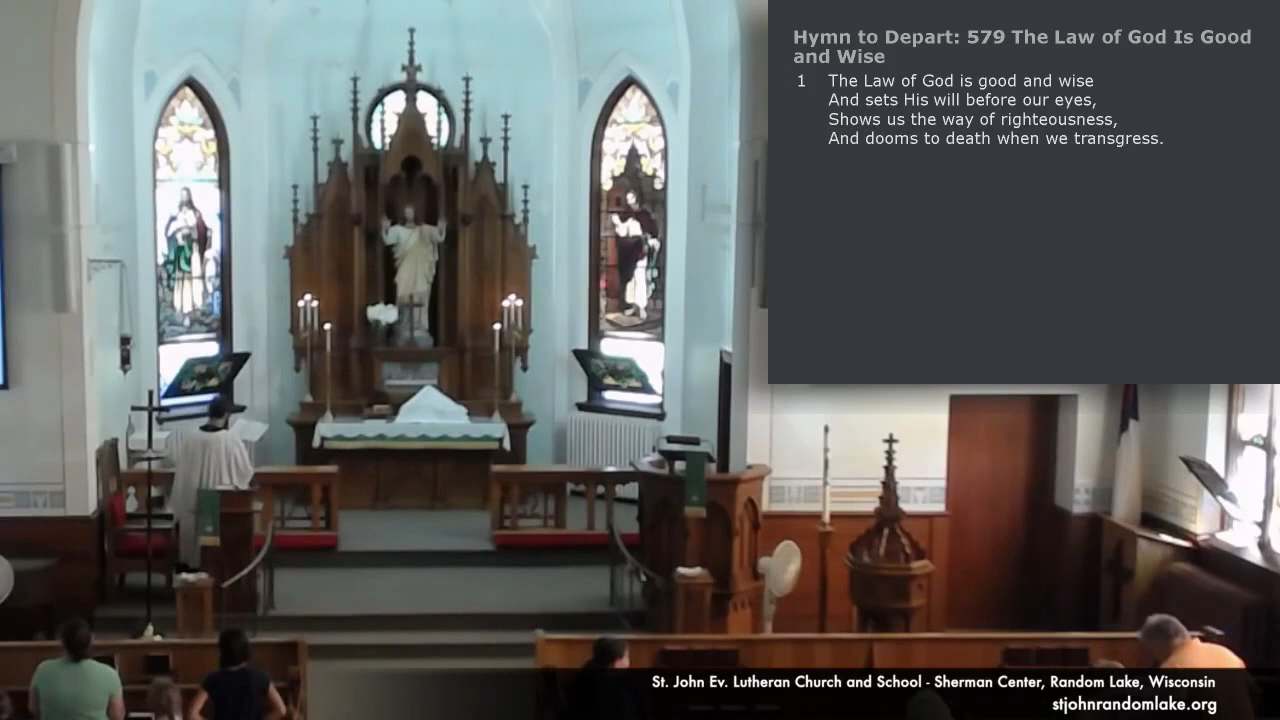 Hymn to Depart: 579 The Law of God Is Good
and Wise
1 The Law of God is good and wise
And sets His will before our eyes,
Shows us the way of righteousness,
And dooms to death when we transgress.
St. John Ev. Lutheran Church and School - Sherman Center, Random Lake, Wisconsin
stjohnrandomlake.org